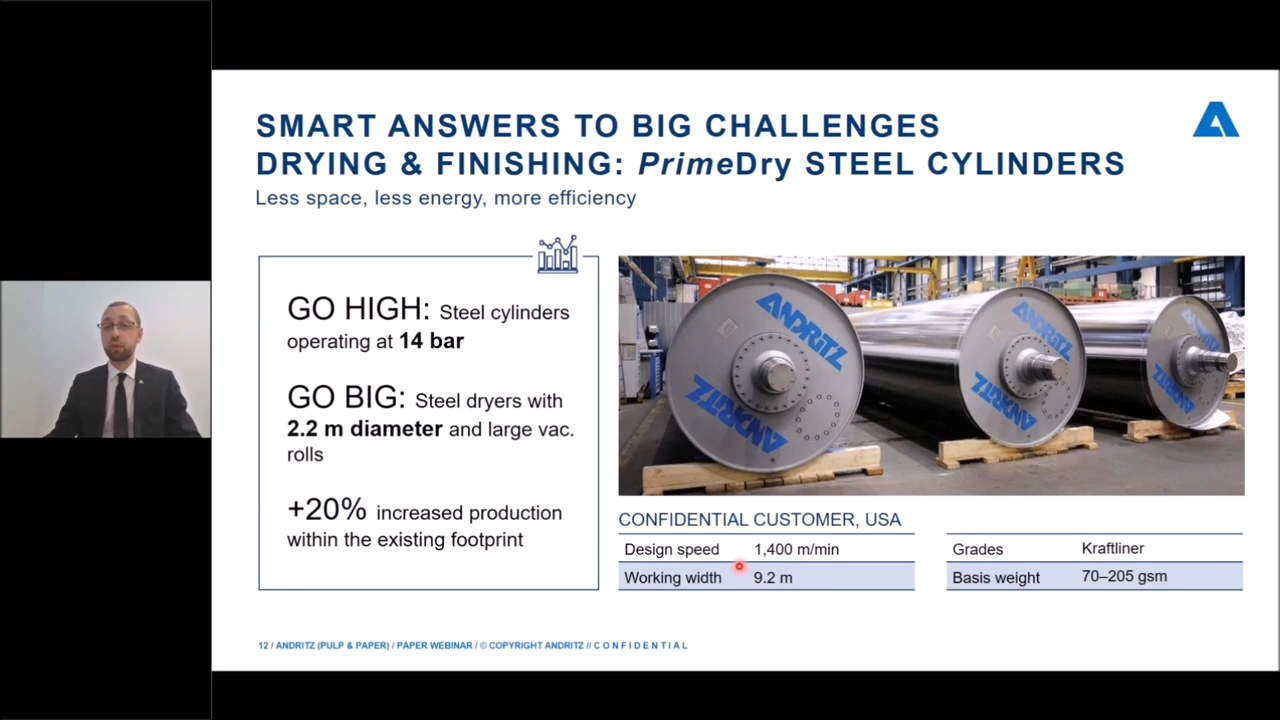 SMART ANSWERS TO BIG CHALLENGES
DRYING & FINISHING: PrimeDry STEEL CYLINDERS
Less space, less energy, more efficiency
GO HIGH: Steel cylinders
operating at 14 bar
GO BIG: Steel dryers with
2.2 m diameter and large vac.
rolls
+20% increased production
within the existing footprint
ANDRITZ
ANDRITZ
ANDRITZ
ANDRITZ
ANDRITZ
ANDRITZ
CONFIDENTIAL CUSTOMER, USA
Design speed 1,400 m/min
Working width 9.2 m
Grades Kraftliner
Basis weight 70–205 gsm
12 / ANDRITZ (PULP & PAPER) / PAPER WEBINAR / © COPYRIGHT ANDRITZ // CONFIDENTIAL